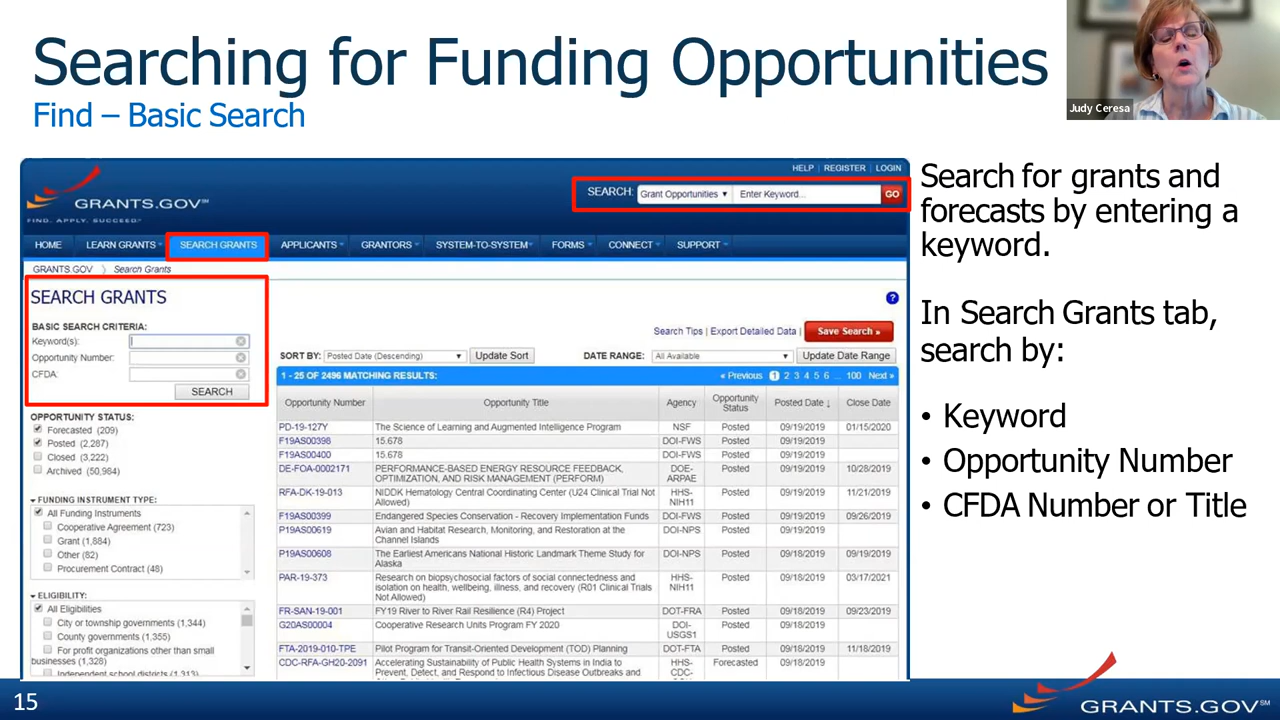 Searching for Funding Opportunities
Find – Basic Search
Judy Ceresa
HELP | REGISTER | LOGIN
GRANTS.GOV℠
FIND. APPLY. SUCCEED.℠
SEARCH: Grant Opportunities ▾ Enter Keyword... GO
HOME LEARN GRANTS SEARCH GRANTS APPLICANTS GRANTORS SYSTEM-TO-SYSTEM FORMS CONNECT SUPPORT
GRANTS.GOV 〉 Search Grants
SEARCH GRANTS
BASIC SEARCH CRITERIA:
Keyword(s):
Opportunity Number:
CFDA:
SEARCH
OPPORTUNITY STATUS:
Forecasted (209)
Posted (2,287)
Closed (3,222)
Archived (50,984)
FUNDING INSTRUMENT TYPE:
All Funding Instruments
Cooperative Agreement (723)
Grant (1,884)
Other (82)
Procurement Contract (48)
ELIGIBILITY:
All Eligibilities
City or township governments (1,344)
County governments (1,355)
For profit organizations other than small
businesses (1,328)
Independent school districts (1,313)
?
Search Tips | Export Detailed Data | Save Search »
SORT BY: Posted Date (Descending) ▾ Update Sort DATE RANGE: All Available ▾ Update Date Range
1 - 25 OF 2496 MATCHING RESULTS: « Previous 1 2 3 4 5 6 ... 100 Next »
Opportunity Number Opportunity Title Agency Opportunity Status Posted Date ↓ Close Date
PD-19-127Y The Science of Learning and Augmented Intelligence Program NSF Posted 09/19/2019 01/15/2020
F19AS00398 15.678 DOI-FWS Posted 09/19/2019
F19AS00400 15.678 DOI-FWS Posted 09/19/2019
DE-FOA-0002171 PERFORMANCE-BASED ENERGY RESOURCE FEEDBACK, DOE- Posted 09/19/2019 10/28/2019
OPTIMIZATION, AND RISK MANAGEMENT (PERFORM) ARPAE
RFA-DK-19-013 NIDDK Hematology Central Coordinating Center (U24 Clinical Trial Not HHS- Posted 09/19/2019 11/21/2019
Allowed) NIH11
F19AS00399 Endangered Species Conservation - Recovery Implementation Funds DOI-FWS Posted 09/19/2019 09/26/2019
P19AS00619 Avian and Habitat Research, Monitoring, and Restoration at the DOI-NPS Posted 09/19/2019
Channel Islands
P19AS00608 The Earliest Americans National Historic Landmark Theme Study for DOI-NPS Posted 09/18/2019 09/19/2019
Alaska
PAR-19-373 Research on biopsychosocial factors of social connectedness and HHS- Posted 09/18/2019 03/17/2021
isolation on health, wellbeing, illness, and recovery (R01 Clinical Trials NIH11
Not Allowed)
FR-SAN-19-001 FY19 River to River Rail Resilience (R4) Project DOT-FRA Posted 09/18/2019 09/23/2019
G20AS00004 Cooperative Research Units Program FY 2020 DOI- Posted 09/18/2019
USGS1
FTA-2019-010-TPE Pilot Program for Transit-Oriented Development (TOD) Planning DOT-FTA Posted 09/18/2019 11/18/2019
CDC-RFA-GH20-2091 Accelerating Sustainability of Public Health Systems in India to HHS- Forecasted 09/18/2019
Prevent, Detect, and Respond to Infectious Disease Outbreaks and CDC-
Search for grants and
forecasts by entering a
keyword.
In Search Grants tab,
search by:
• Keyword
• Opportunity Number
• CFDA Number or Title
15
GRANTS.GOV℠